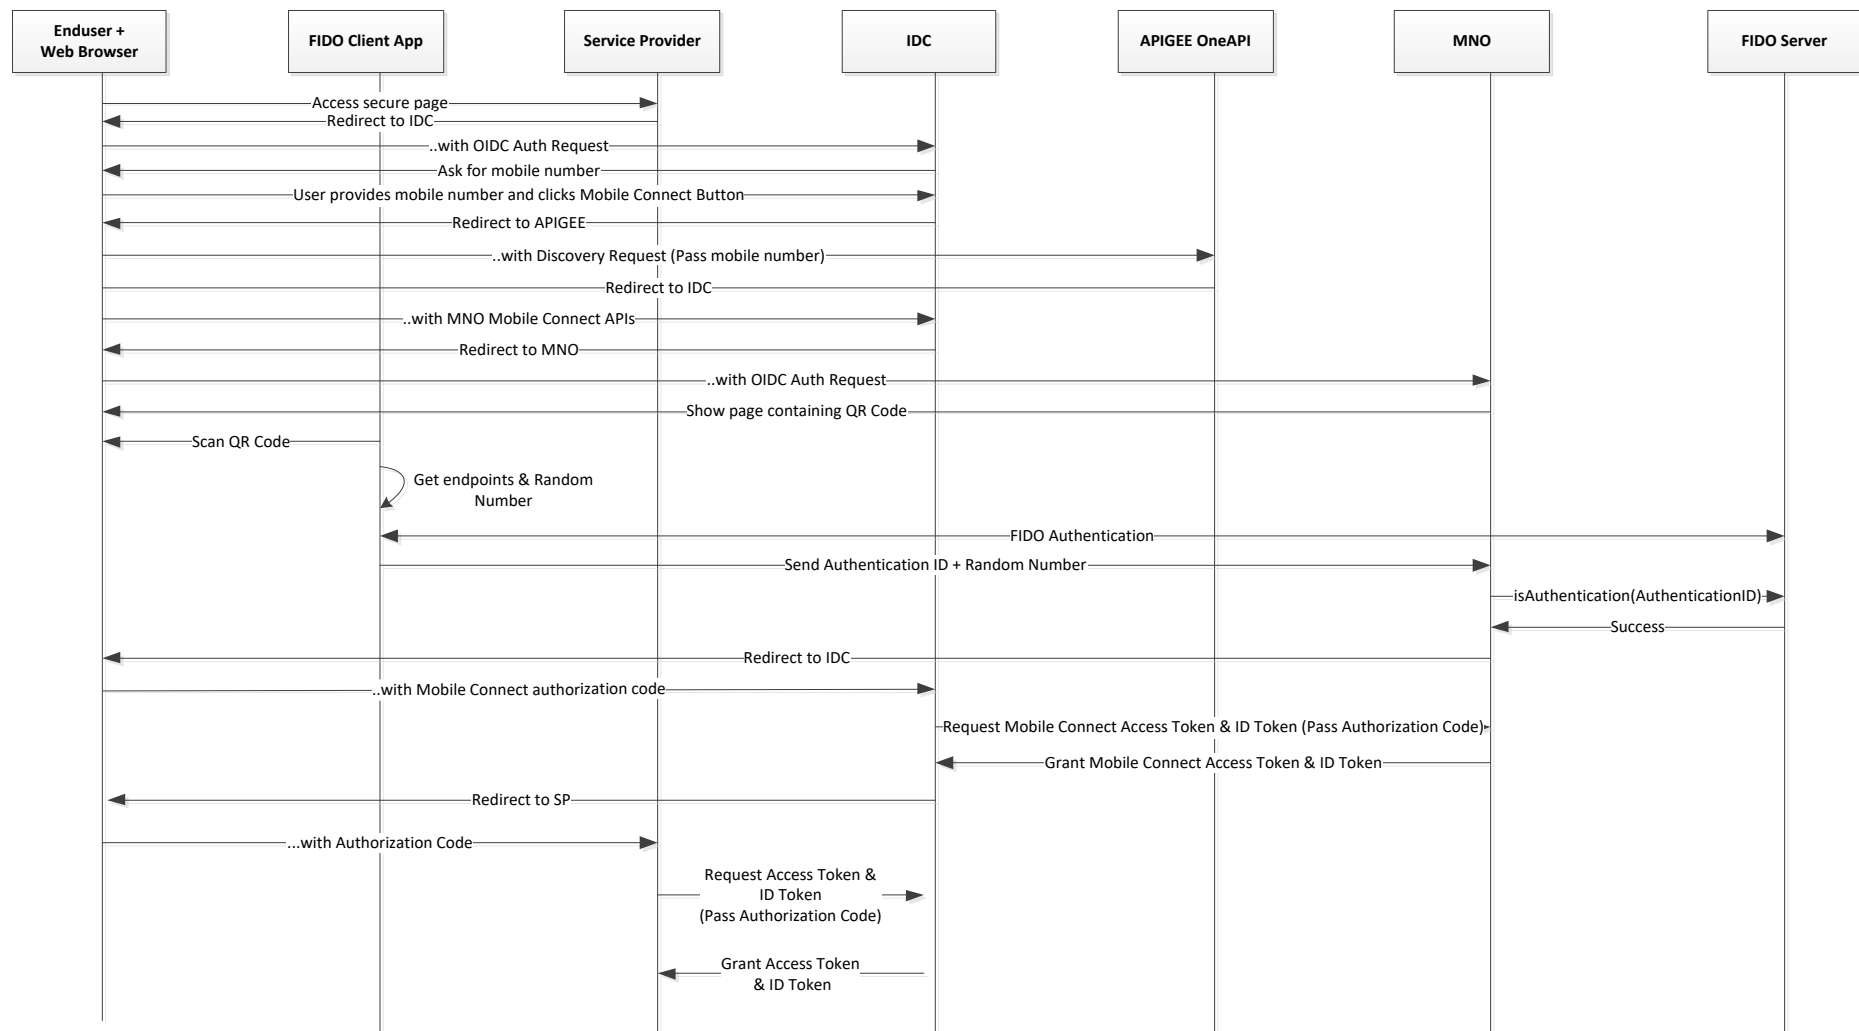 Enduser +
Web Browser
FIDO Client App
Service Provider
IDC
APIGEE OneAPI
MNO
FIDO Server
Access secure page
Redirect to IDC
..with OIDC Auth Request
Ask for mobile number
User provides mobile number and clicks Mobile Connect Button
Redirect to APIGEE
..with Discovery Request (Pass mobile number)
Redirect to IDC
..with MNO Mobile Connect APIs
Redirect to MNO
..with OIDC Auth Request
Show page containing QR Code
Scan QR Code
Get endpoints & Random
Number
FIDO Authentication
Send Authentication ID + Random Number
isAuthentication(AuthenticationID)
Success
Redirect to IDC
..with Mobile Connect authorization code
Request Mobile Connect Access Token & ID Token (Pass Authorization Code)
Grant Mobile Connect Access Token & ID Token
Redirect to SP
...with Authorization Code
Request Access Token &
ID Token
(Pass Authorization Code)
Grant Access Token
& ID Token